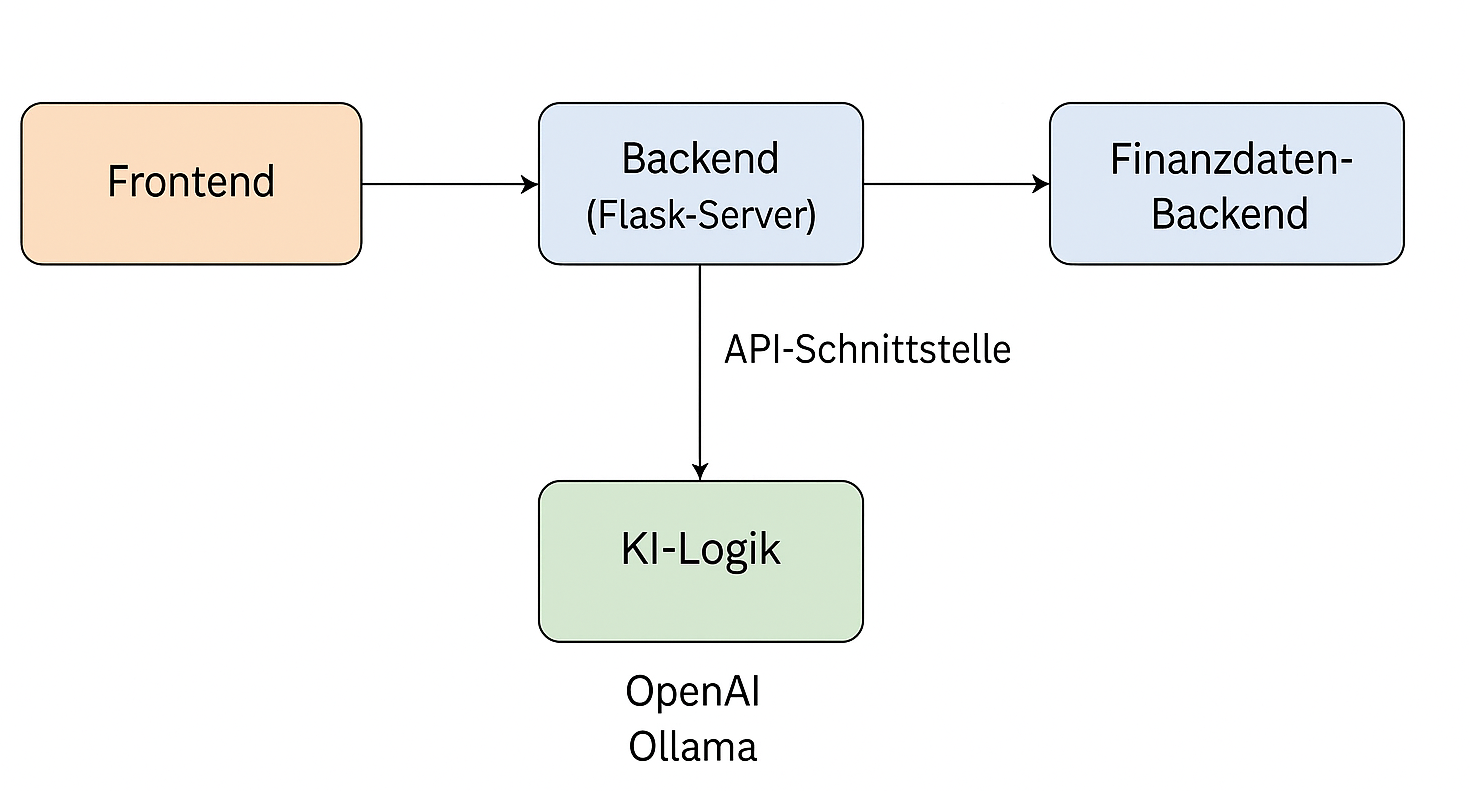 Frontend
Backend
(Flask-Server)
Finanzdaten-
Backend
API-Schnittstelle
KI-Logik
OpenAI
Ollama